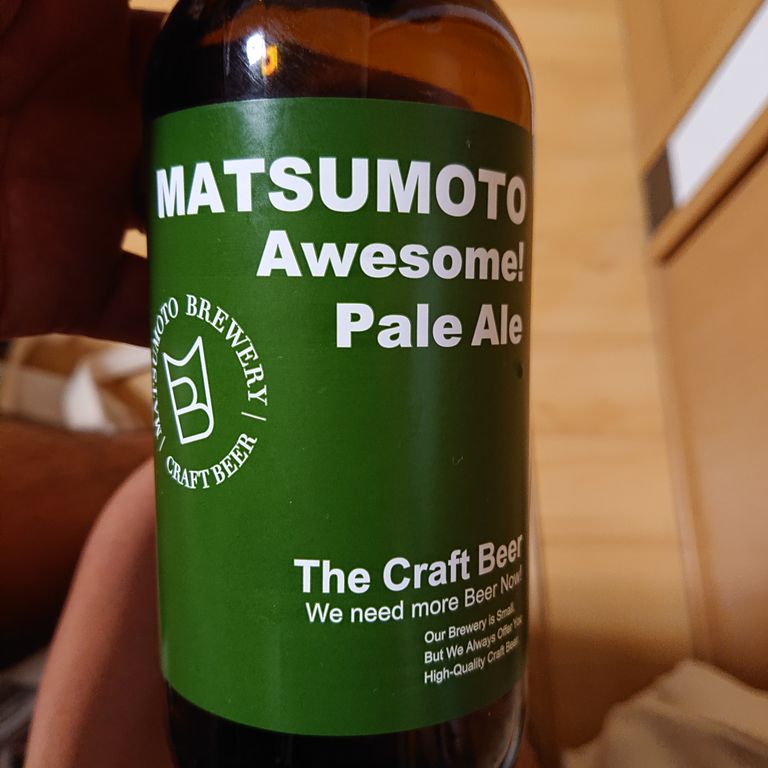 MATSUMOTO
Awesome!
Pale Ale
MATSUMOTO BREWERY /
/ CRAFT BEER
The Craft Beer
We need more Beer Now!
Our Brewery is Small,
But We Always Offer You
High-Quality Craft Beer.